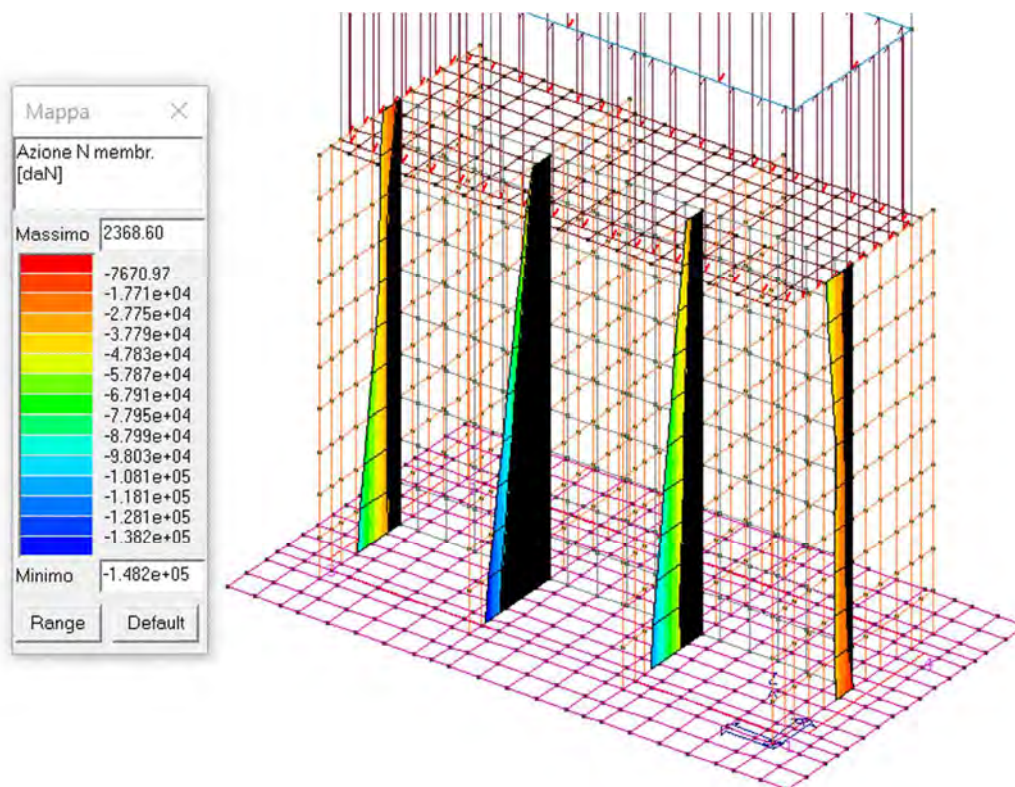 Mappa
Azione N membr.
[daN]
Massimo 2368.60
-7670.97
-1.771e+04
-2.775e+04
-3.779e+04
-4.783e+04
-5.787e+04
-6.791e+04
-7.795e+04
-8.799e+04
-9.803e+04
-1.081e+05
-1.181e+05
-1.281e+05
-1.382e+05
Minimo -1.482e+05
Range Default
Z